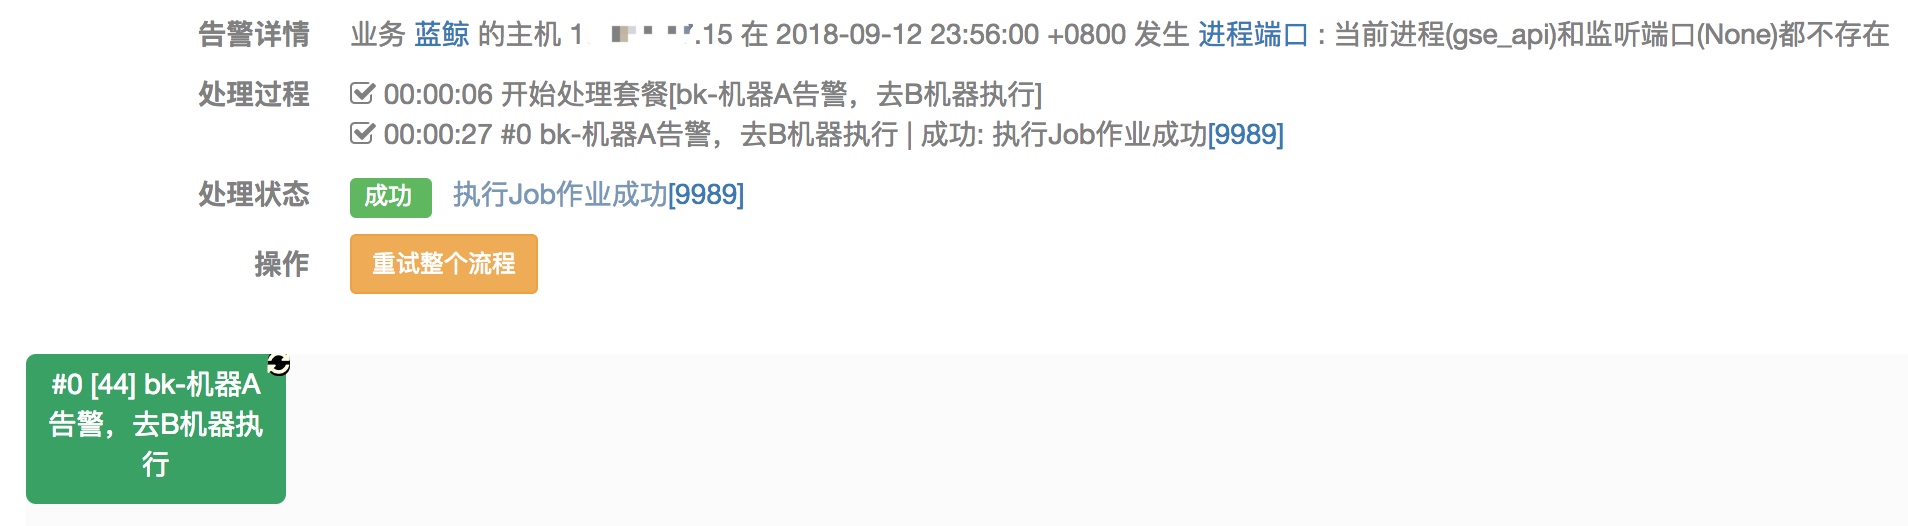 告警详情 业务 蓝鲸 的主机 1 .15 在 2018-09-12 23:56:00 +0800 发生 进程端口 : 当前进程(gse_api)和监听端口(None)都不存在
处理过程 00:00:06 开始处理套餐[bk-机器A告警，去B机器执行]
00:00:27 #0 bk-机器A告警，去B机器执行 | 成功: 执行Job作业成功[9989]
处理状态 成功 执行Job作业成功[9989]
操作 重试整个流程
#0 [44] bk-机器A
告警，去B机器执
行